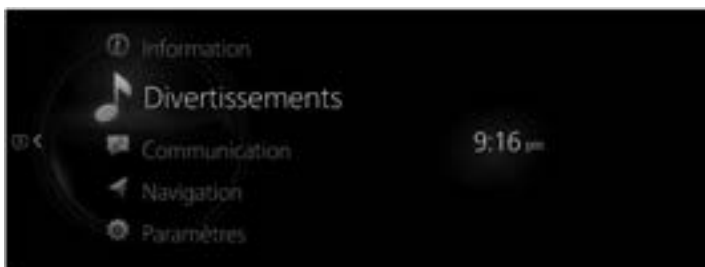 Information
Divertissements
Communication
9:16 pm
Navigation
Paramètres